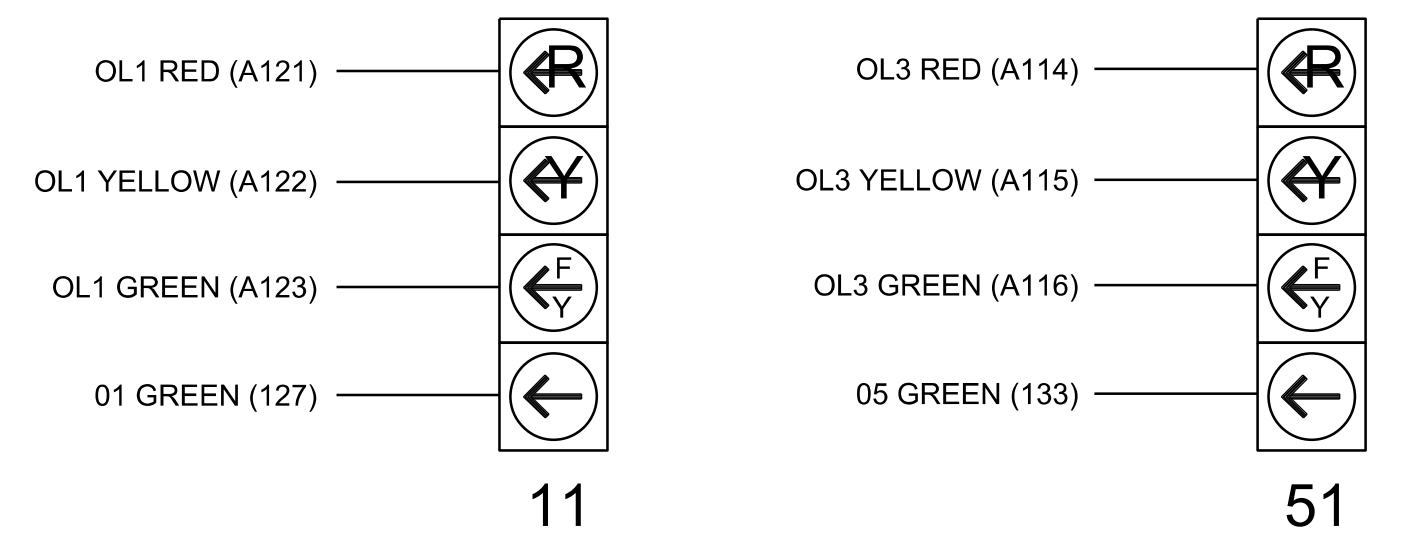 OL1 RED (A121)
R
OL1 YELLOW (A122)
Y
OL1 GREEN (A123)
F
Y
01 GREEN (127)
11
OL3 RED (A114)
R
OL3 YELLOW (A115)
Y
OL3 GREEN (A116)
F
Y
05 GREEN (133)
51